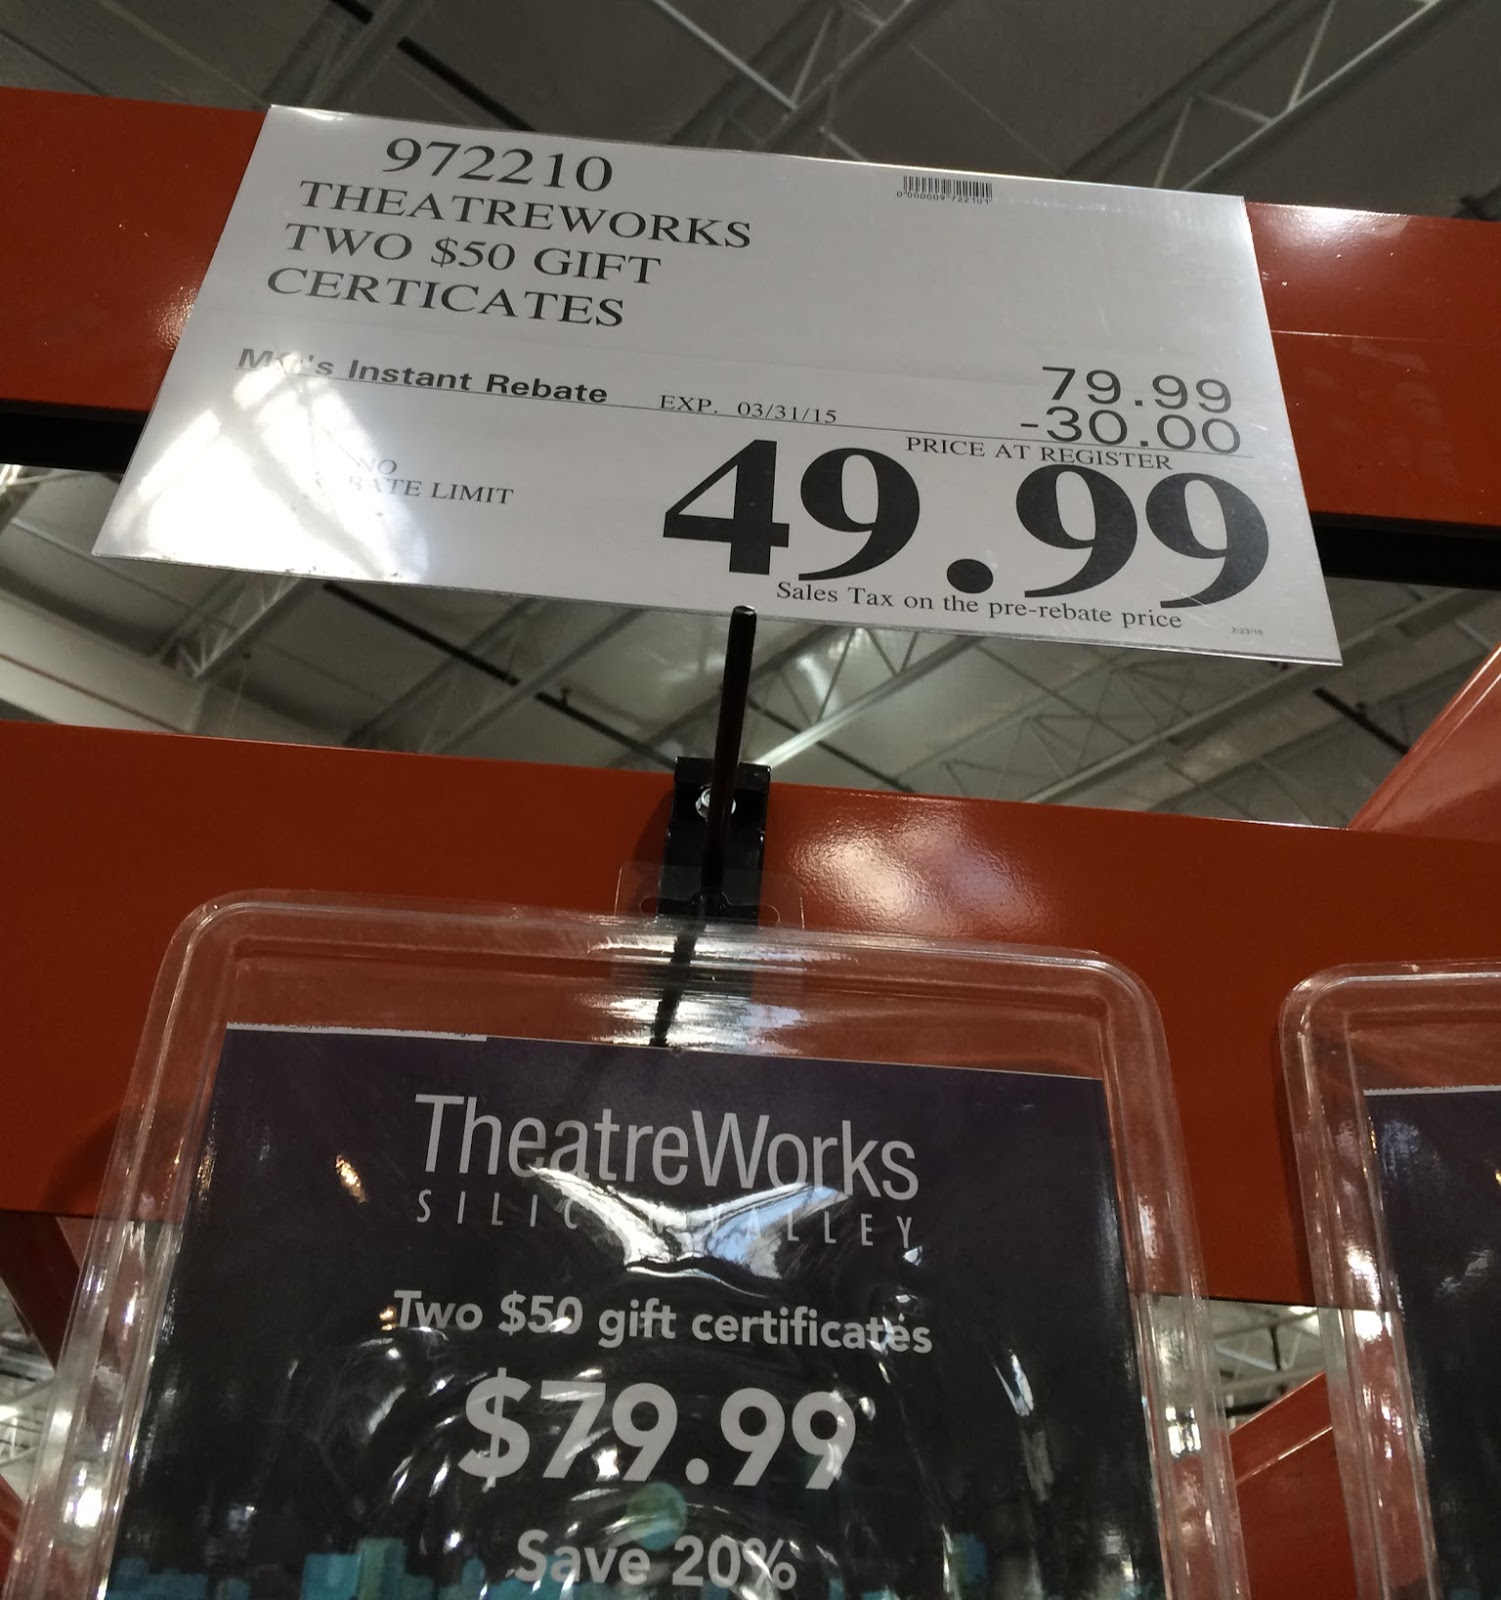 972210
THEATREWORKS
TWO $50 GIFT
CERTICATES
79.99
Instant Rebate EXP. 03/31/15 -30.00
PRICE AT REGISTER
NO
LIMIT
49.99
Sales Tax on the pre-rebate price
TheatreWorks
Two $50 gift certificates
$79.99
Save 20%